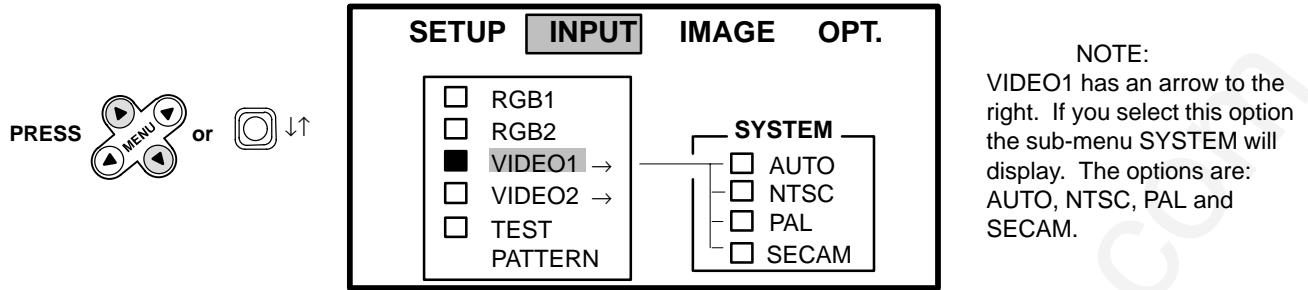 SETUP INPUT IMAGE OPT.
PRESS MENU or ↓↑
RGB1
RGB2
VIDEO1 →
VIDEO2 →
TEST
PATTERN
SYSTEM
AUTO
NTSC
PAL
SECAM
NOTE:
VIDEO1 has an arrow to the
right. If you select this option
the sub-menu SYSTEM will
display. The options are:
AUTO, NTSC, PAL and
SECAM.
com